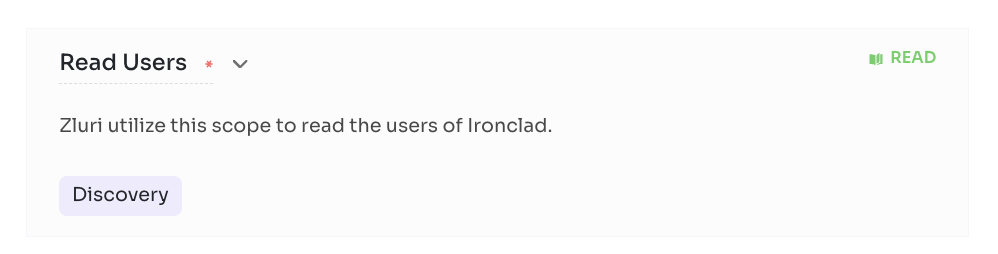 Read Users *
READ
Zluri utilize this scope to read the users of Ironclad.
Discovery